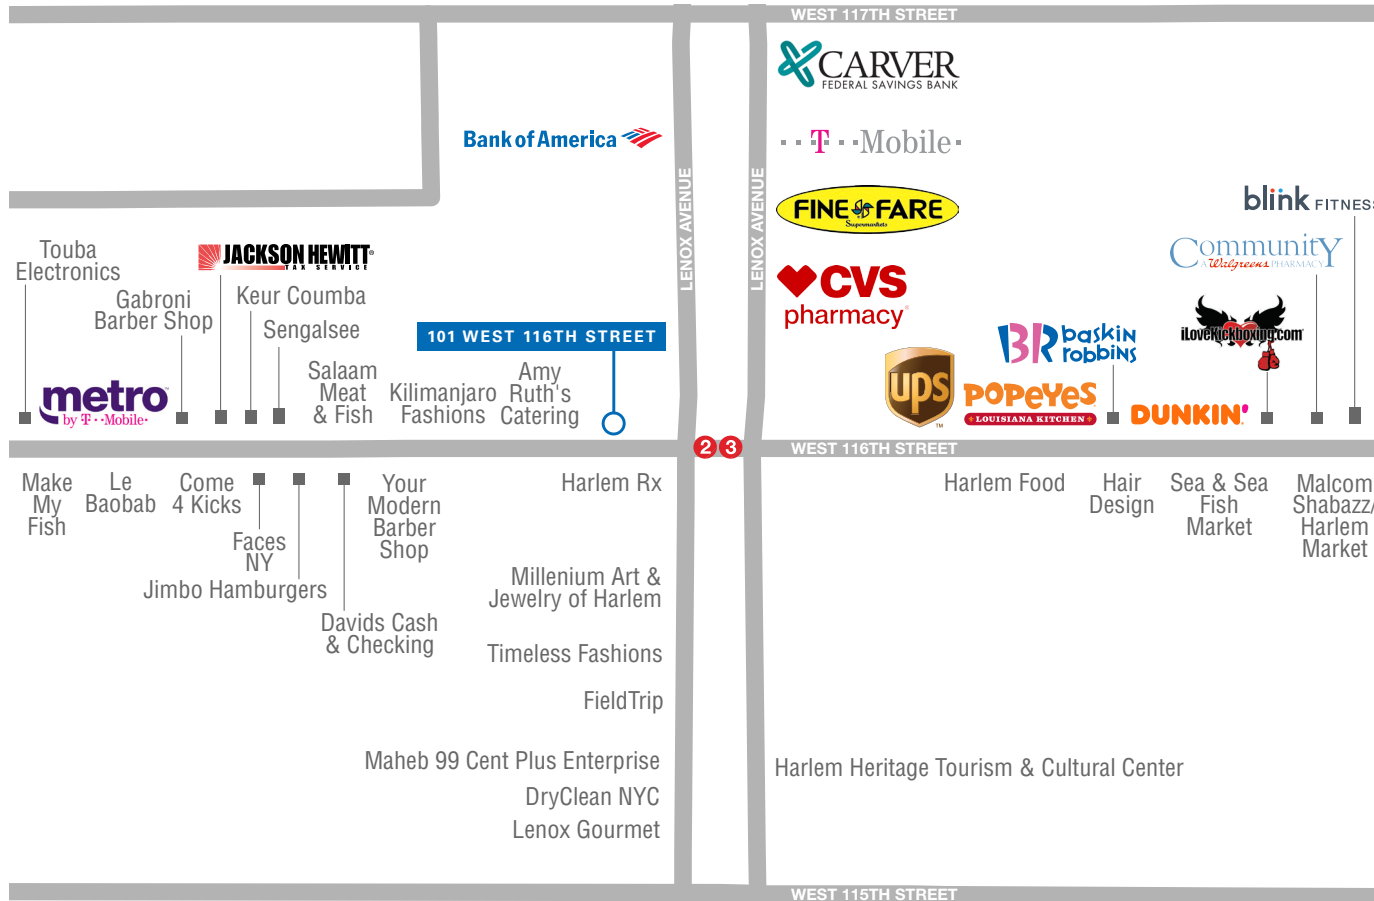 WEST 117TH STREET
CARVER
FEDERAL SAVINGS BANK
Bank of America
T Mobile
LENOX AVENUE
LENOX AVENUE
FINE FARE
Supermarkets
blink FITNESS
Touba
Electronics
JACKSON HEWITT
TAX SERVICE
Community
A Walgreens PHARMACY
Gabroni
Barber Shop
Keur Coumba
Sengalsee
CVS
pharmacy
iLoveKickboxing.com
101 WEST 116TH STREET
BR baskin
robbins
Salaam
Meat
& Fish
Kilimanjaro
Fashions
Amy
Ruth's
Catering
metro
by T Mobile
ups
POPEYES
LOUISIANA KITCHEN
DUNKIN'
2 3
WEST 116TH STREET
Make
My
Fish
Le
Baobab
Come
4 Kicks
Faces
NY
Jimbo Hamburgers
Davids Cash
& Checking
Your
Modern
Barber
Shop
Harlem Rx
Harlem Food
Hair
Design
Sea & Sea
Fish
Market
Malcom
Shabazz/
Harlem
Market
Millenium Art &
Jewelry of Harlem
Timeless Fashions
FieldTrip
Maheb 99 Cent Plus Enterprise
Harlem Heritage Tourism & Cultural Center
DryClean NYC
Lenox Gourmet
WEST 115TH STREET